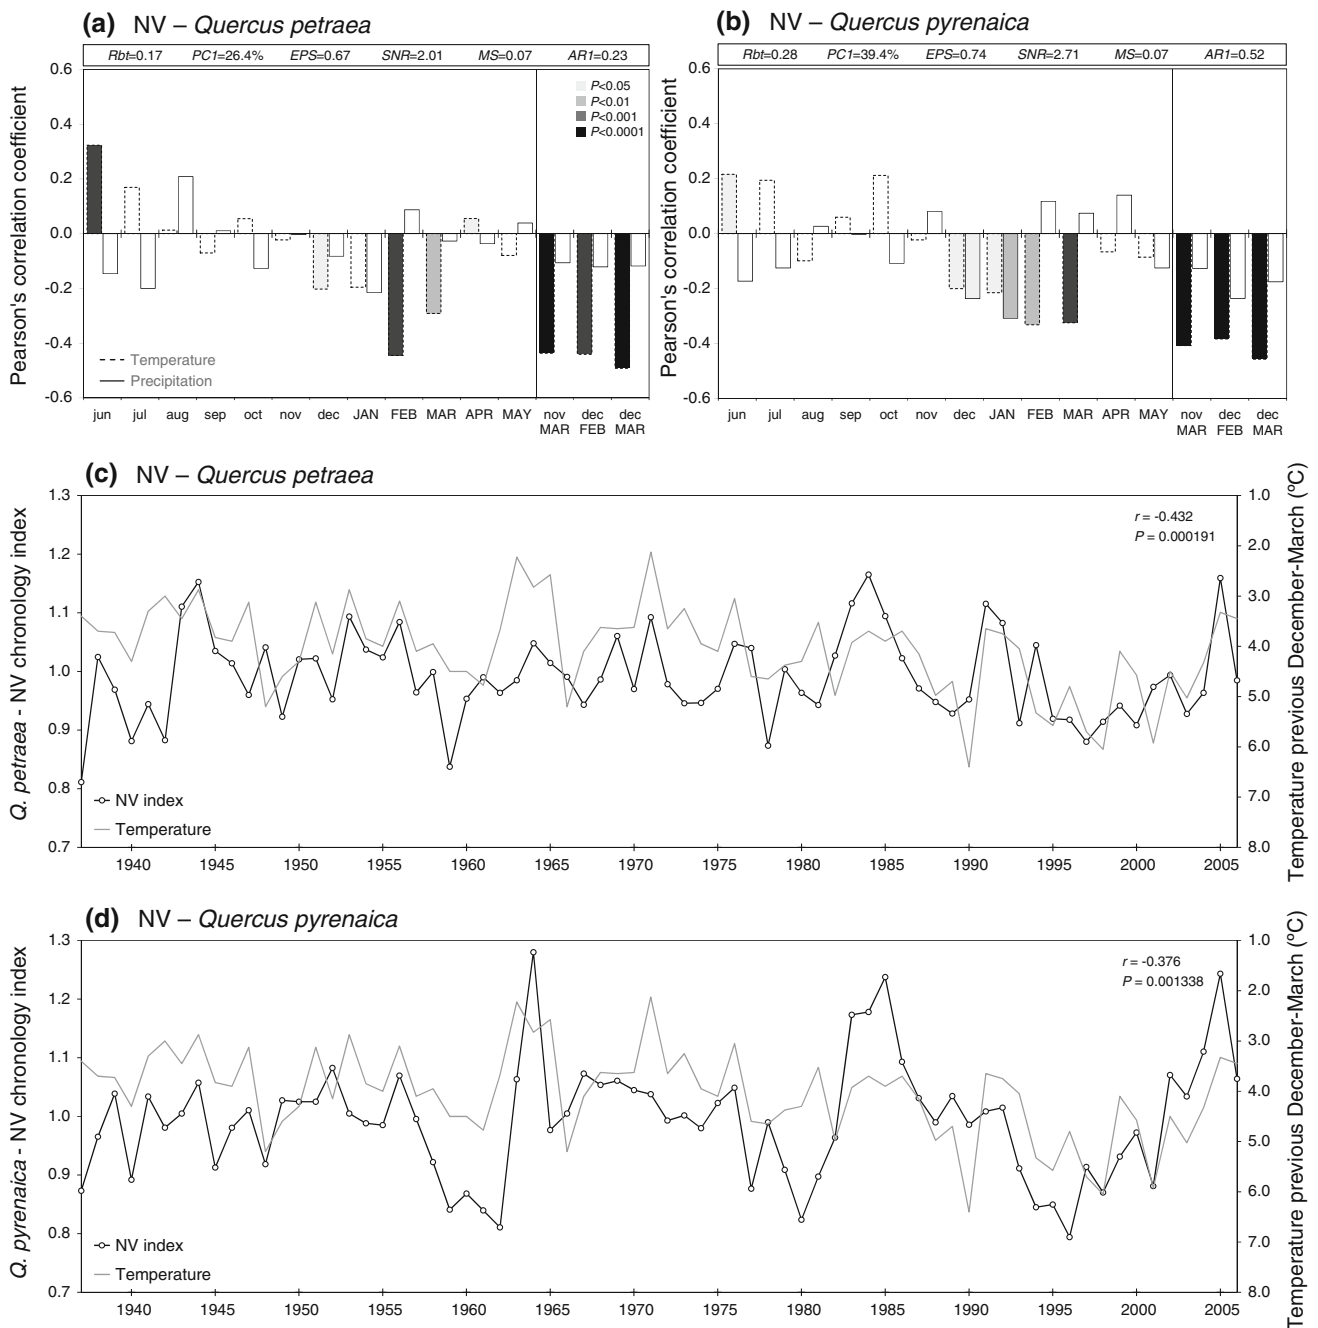 (a) NV – Quercus petraea
Rbt=0.17 PC1=26.4% EPS=0.67 SNR=2.01 MS=0.07 AR1=0.23
Pearson's correlation coefficient
0.6
0.4
0.2
0.0
-0.2
-0.4
-0.6
P<0.05
P<0.01
P<0.001
P<0.0001
Temperature
Precipitation
jun jul aug sep oct nov dec JAN FEB MAR APR MAY nov MAR dec FEB dec MAR
(b) NV – Quercus pyrenaica
Rbt=0.28 PC1=39.4% EPS=0.74 SNR=2.71 MS=0.07 AR1=0.52
Pearson's correlation coefficient
0.6
0.4
0.2
0.0
-0.2
-0.4
-0.6
jun jul aug sep oct nov dec JAN FEB MAR APR MAY nov MAR dec FEB dec MAR
(c) NV – Quercus petraea
Q. petraea - NV chronology index
1.3
1.2
1.1
1.0
0.9
0.8
0.7
r = -0.432
P = 0.000191
NV index
Temperature
1940 1945 1950 1955 1960 1965 1970 1975 1980 1985 1990 1995 2000 2005
1.0
2.0
3.0
4.0
5.0
6.0
7.0
8.0
Temperature previous December-March (ºC)
(d) NV – Quercus pyrenaica
Q. pyrenaica - NV chronology index
1.3
1.2
1.1
1.0
0.9
0.8
0.7
r = -0.376
P = 0.001338
NV index
Temperature
1940 1945 1950 1955 1960 1965 1970 1975 1980 1985 1990 1995 2000 2005
1.0
2.0
3.0
4.0
5.0
6.0
7.0
8.0
Temperature previous December-March (ºC)